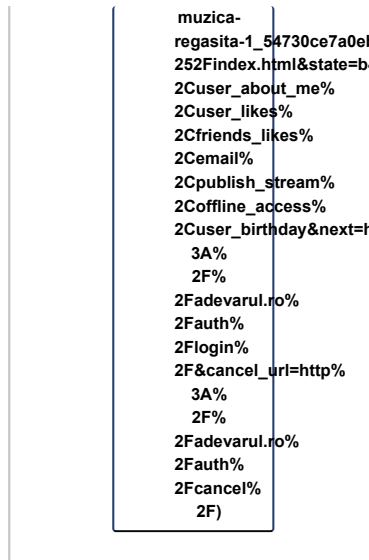 muzica-
regasita-1_54730ce7a0e
252Findex.html&state=b
2Cuser_about_me%
2Cuser_likes%
2Cfriends_likes%
2Cemail%
2Cpublish_stream%
2Coffline_access%
2Cuser_birthday&next=h
3A%
2F%
2Fadevarul.ro%
2Fauth%
2Flogin%
2F&cancel_url=http%
3A%
2F%
2Fadevarul.ro%
2Fauth%
2Fcancel%
2F)